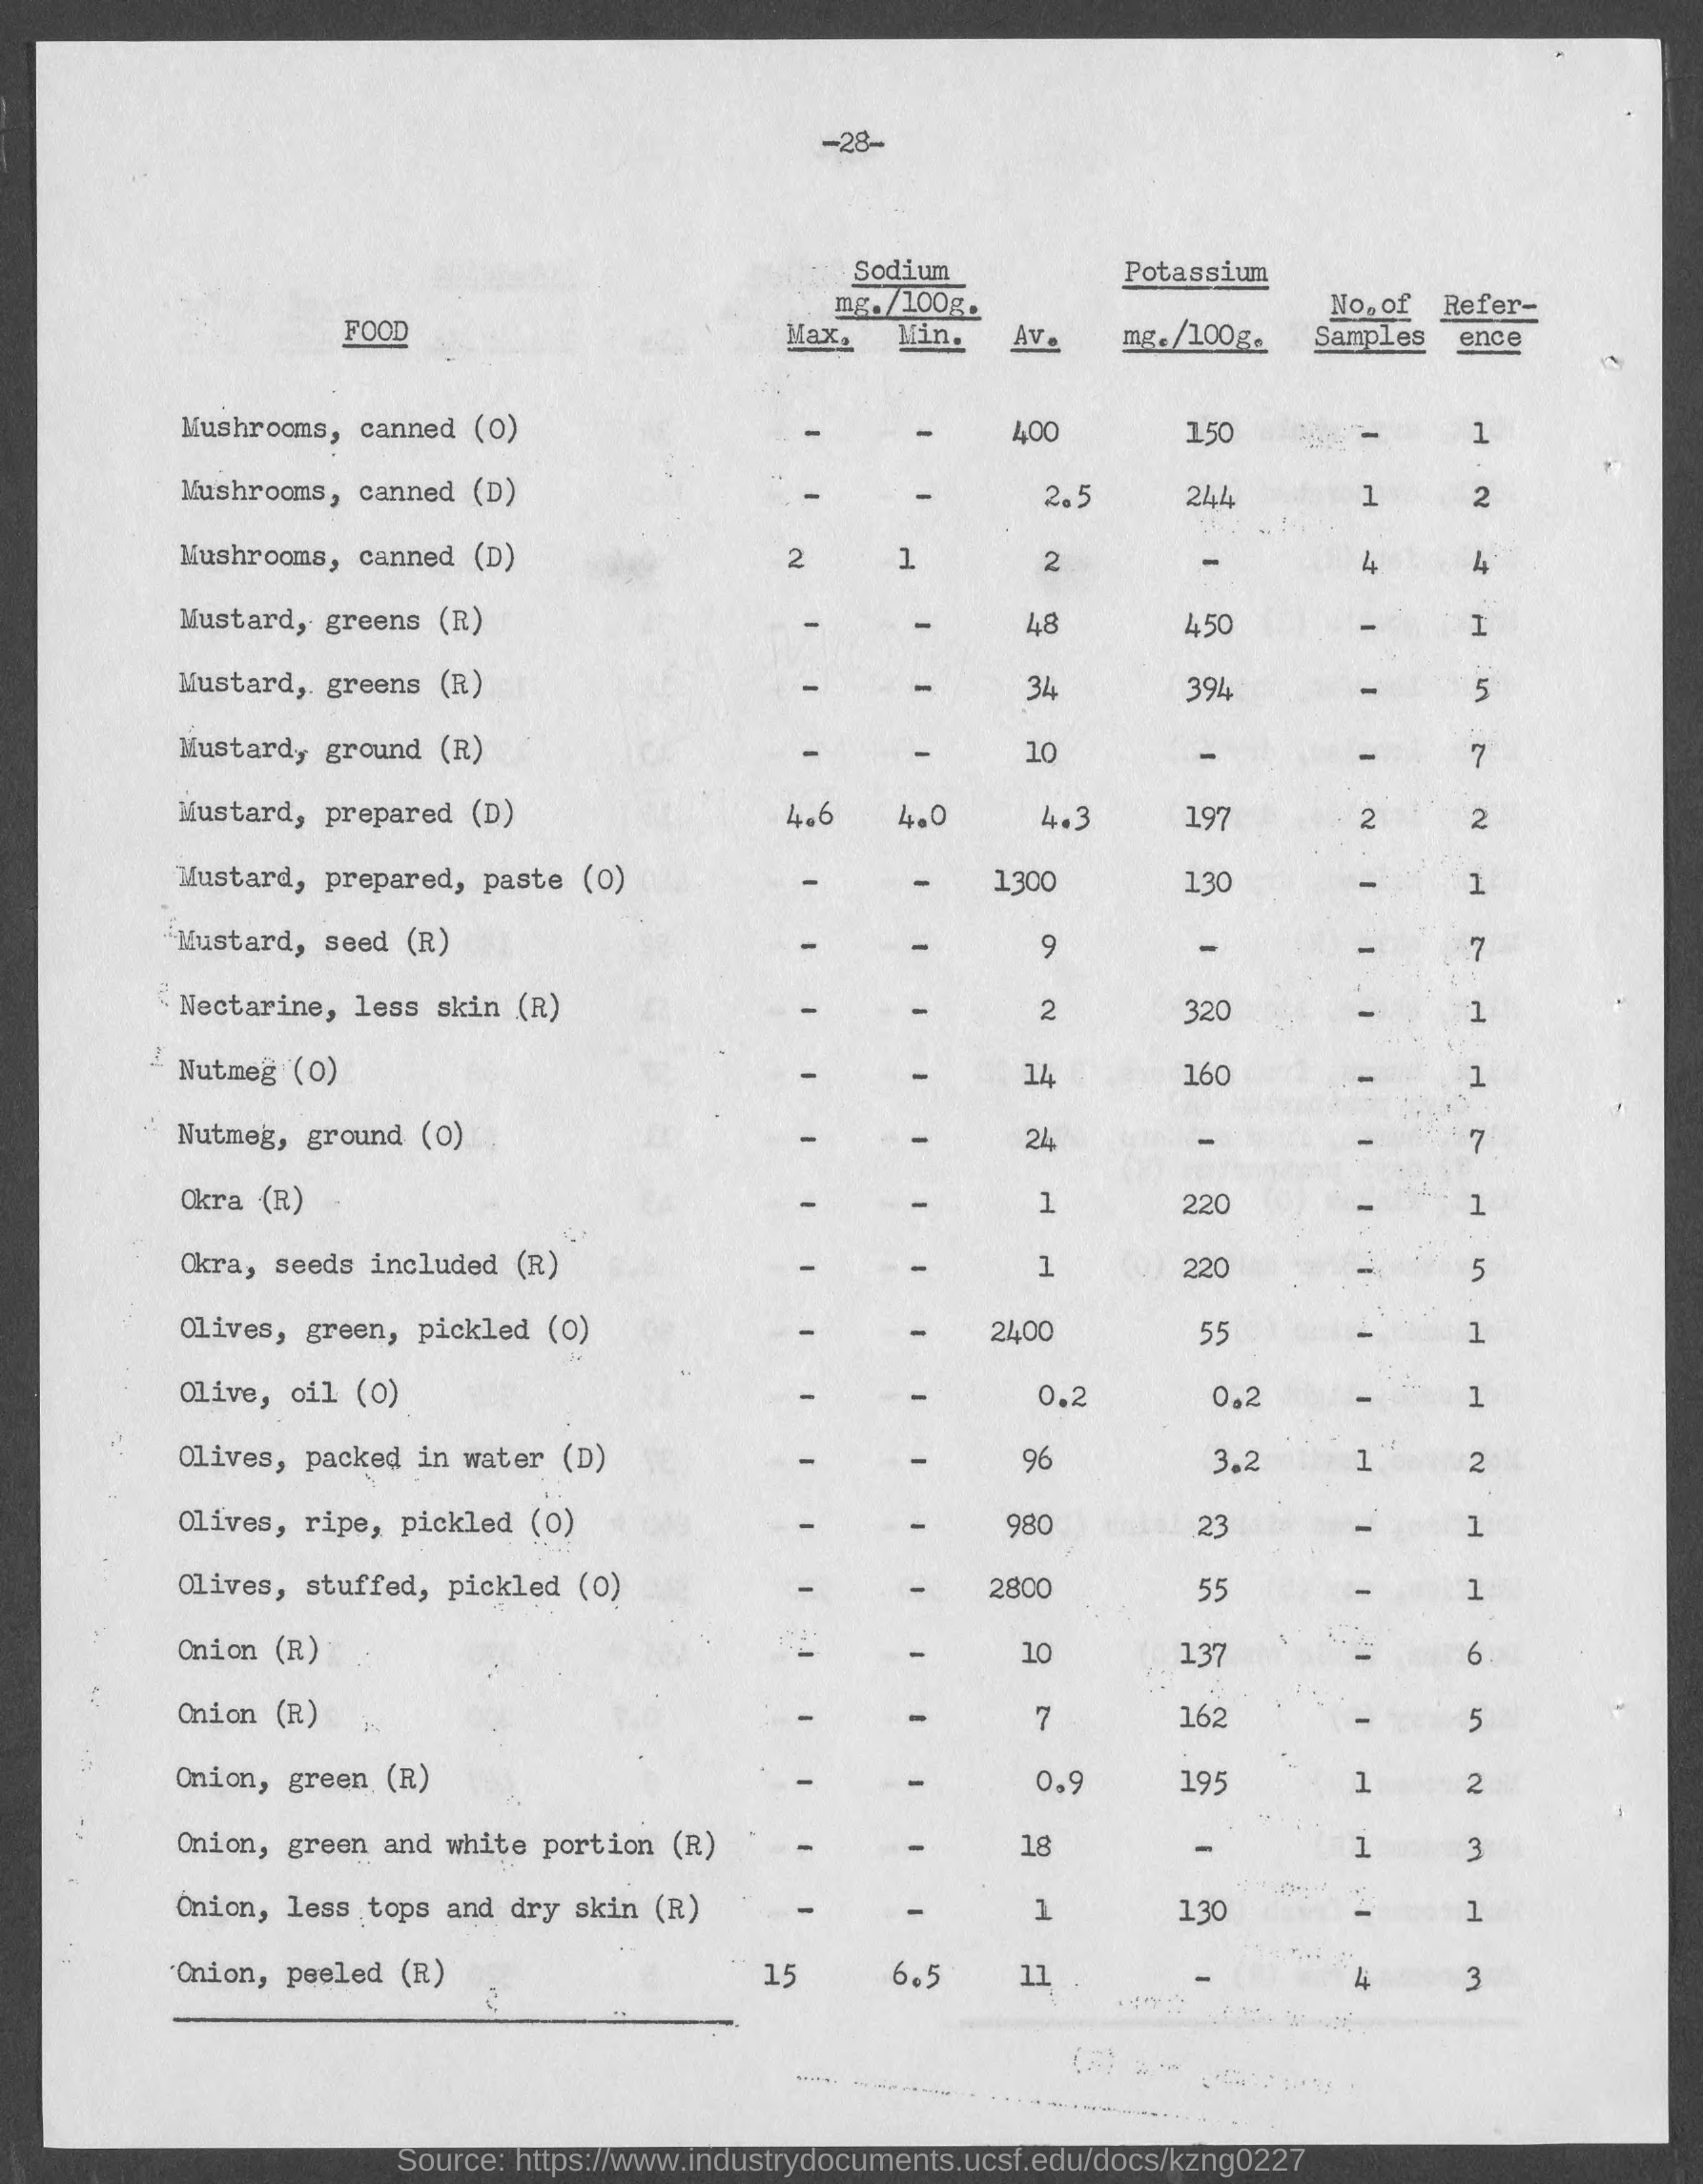 -28-
Sodium Potassium
mg./100g. No. of Refer-
FOOD Max. Min. Av. mg./100g. Samples ence
Mushrooms, canned (O) - - 400 150 - 1
Mushrooms, canned (D) - - 2.5 244 1 2
Mushrooms, canned (D) 2 1 2 - 4 4
Mustard, greens (R) - - 48 450 - 1
Mustard, greens (R) - - 34 394 - 5
Mustard, ground (R) - - 10 - - 7
Mustard, prepared (D) 4.6 4.0 4.3 197 2 2
Mustard, prepared, paste (O) - - 1300 130 - 1
Mustard, seed (R) - - 9 - - 7
Nectarine, less skin (R) - - 2 320 - 1
Nutmeg (O) - - 14 160 - 1
Nutmeg, ground (O) - - 24 - - 7
Okra (R) - - 1 220 - 1
Okra, seeds included (R) - - 1 220 - 5
Olives, green, pickled (O) - - 2400 55 - 1
Olive, oil (O) - - 0.2 0.2 - 1
Olives, packed in water (D) - - 96 3.2 1 2
Olives, ripe, pickled (O) - - 980 23 - 1
Olives, stuffed, pickled (O) - - 2800 55 - 1
Onion (R) - - 10 137 - 6
Onion (R) - - 7 162 - 5
Onion, green (R) - - 0.9 195 1 2
Onion, green and white portion (R) - - 18 - 1 3
Onion, less tops and dry skin (R) - - 1 130 - 1
Onion, peeled (R) 15 6.5 11 - 4 3
Source: https://www.industrydocuments.ucsf.edu/docs/kzng0227